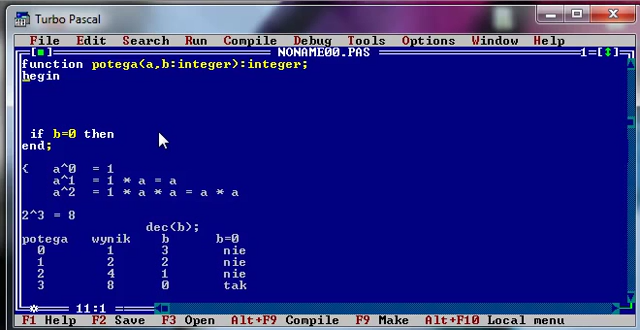 Turbo Pascal
File Edit Search Run Compile Debug Tools Options Window Help
[■] NONAME00.PAS 1=[↕]
function potega(a,b:integer):integer;
begin
if b=0 then
end;
{ a^0 = 1
a^1 = 1 * a = a
a^2 = 1 * a * a = a * a
2^3 = 8
dec(b);
potega wynik b b=0
0 1 3 nie
1 2 2 nie
2 4 1 nie
3 8 0 tak
11:1
F1 Help F2 Save F3 Open Alt+F9 Compile F9 Make Alt+F10 Local menu